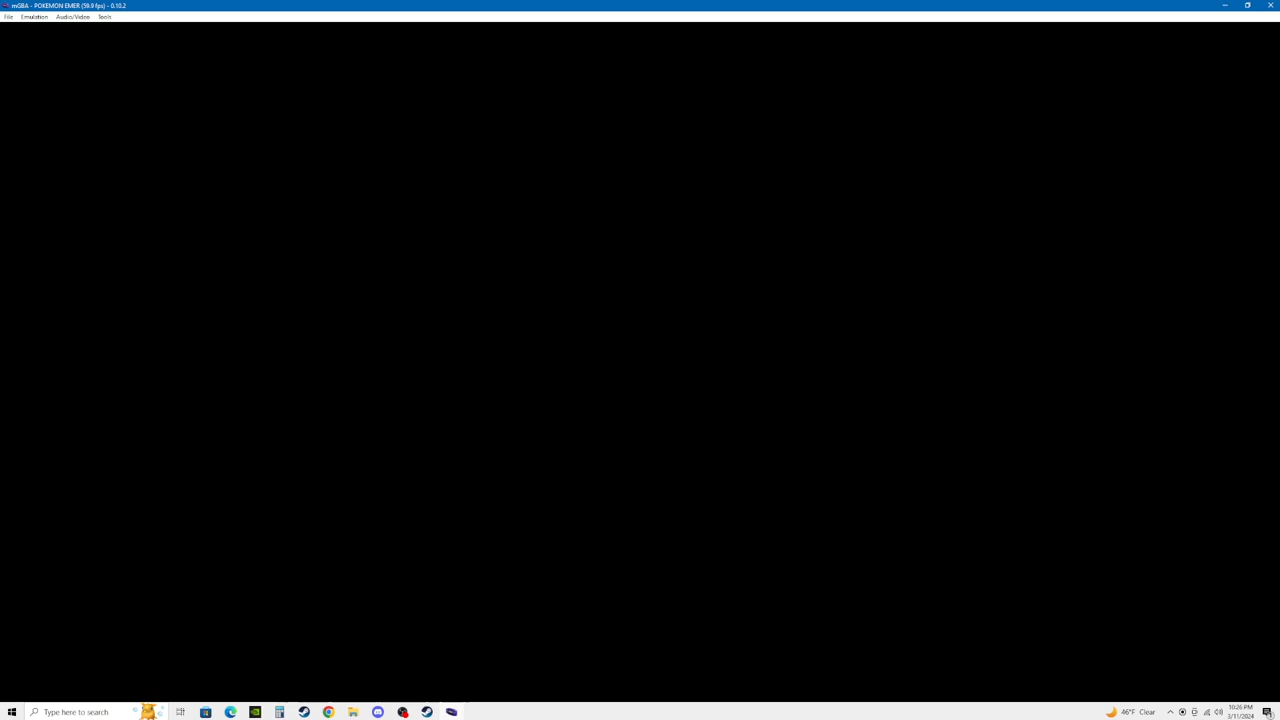 mGBA - POKEMON EMER (59.9 fps) - 0.10.2
File Emulation Audio/Video Tools
Type here to search
46°F Clear
10:26 PM
3/11/2024